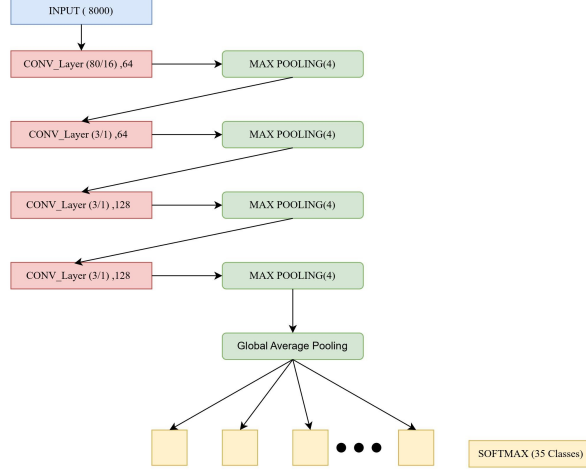 INPUT ( 8000)
CONV_Layer (80/16) ,64
MAX POOLING(4)
CONV_Layer (3/1) ,64
MAX POOLING(4)
CONV_Layer (3/1) ,128
MAX POOLING(4)
CONV_Layer (3/1) ,128
MAX POOLING(4)
Global Average Pooling
SOFTMAX (35 Classes)